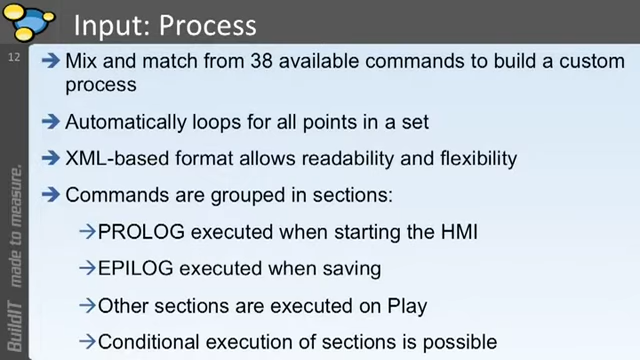 Input: Process
12
➔ Mix and match from 38 available commands to build a custom
process
➔ Automatically loops for all points in a set
➔ XML-based format allows readability and flexibility
➔ Commands are grouped in sections:
→PROLOG executed when starting the HMI
→EPILOG executed when saving
→Other sections are executed on Play
→Conditional execution of sections is possible
BuildIT made to measure.